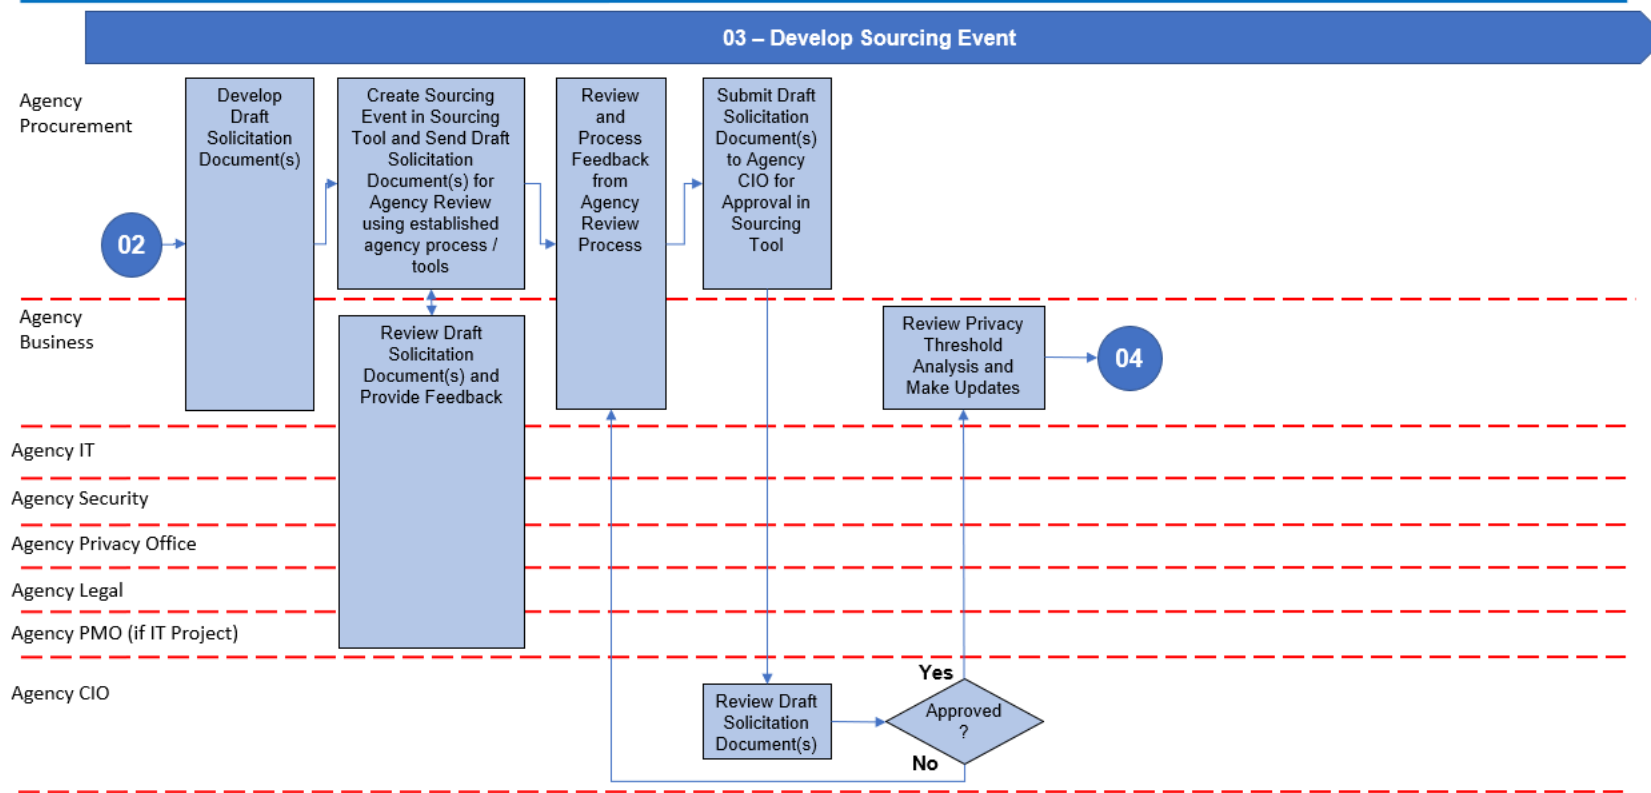 03 – Develop Sourcing Event
Agency
Procurement
Develop
Draft
Solicitation
Document(s)
Create Sourcing
Event in Sourcing
Tool and Send Draft
Solicitation
Document(s) for
Agency Review
using established
agency process /
tools
Review
and
Process
Feedback
from
Agency
Review
Process
Submit Draft
Solicitation
Document(s)
to Agency
CIO for
Approval in
Sourcing
Tool
02
Agency
Business
Review Draft
Solicitation
Document(s) and
Provide Feedback
Review Privacy
Threshold
Analysis and
Make Updates
04
Agency IT
Agency Security
Agency Privacy Office
Agency Legal
Agency PMO (if IT Project)
Agency CIO
Review Draft
Solicitation
Document(s)
Yes
Approved
?
No